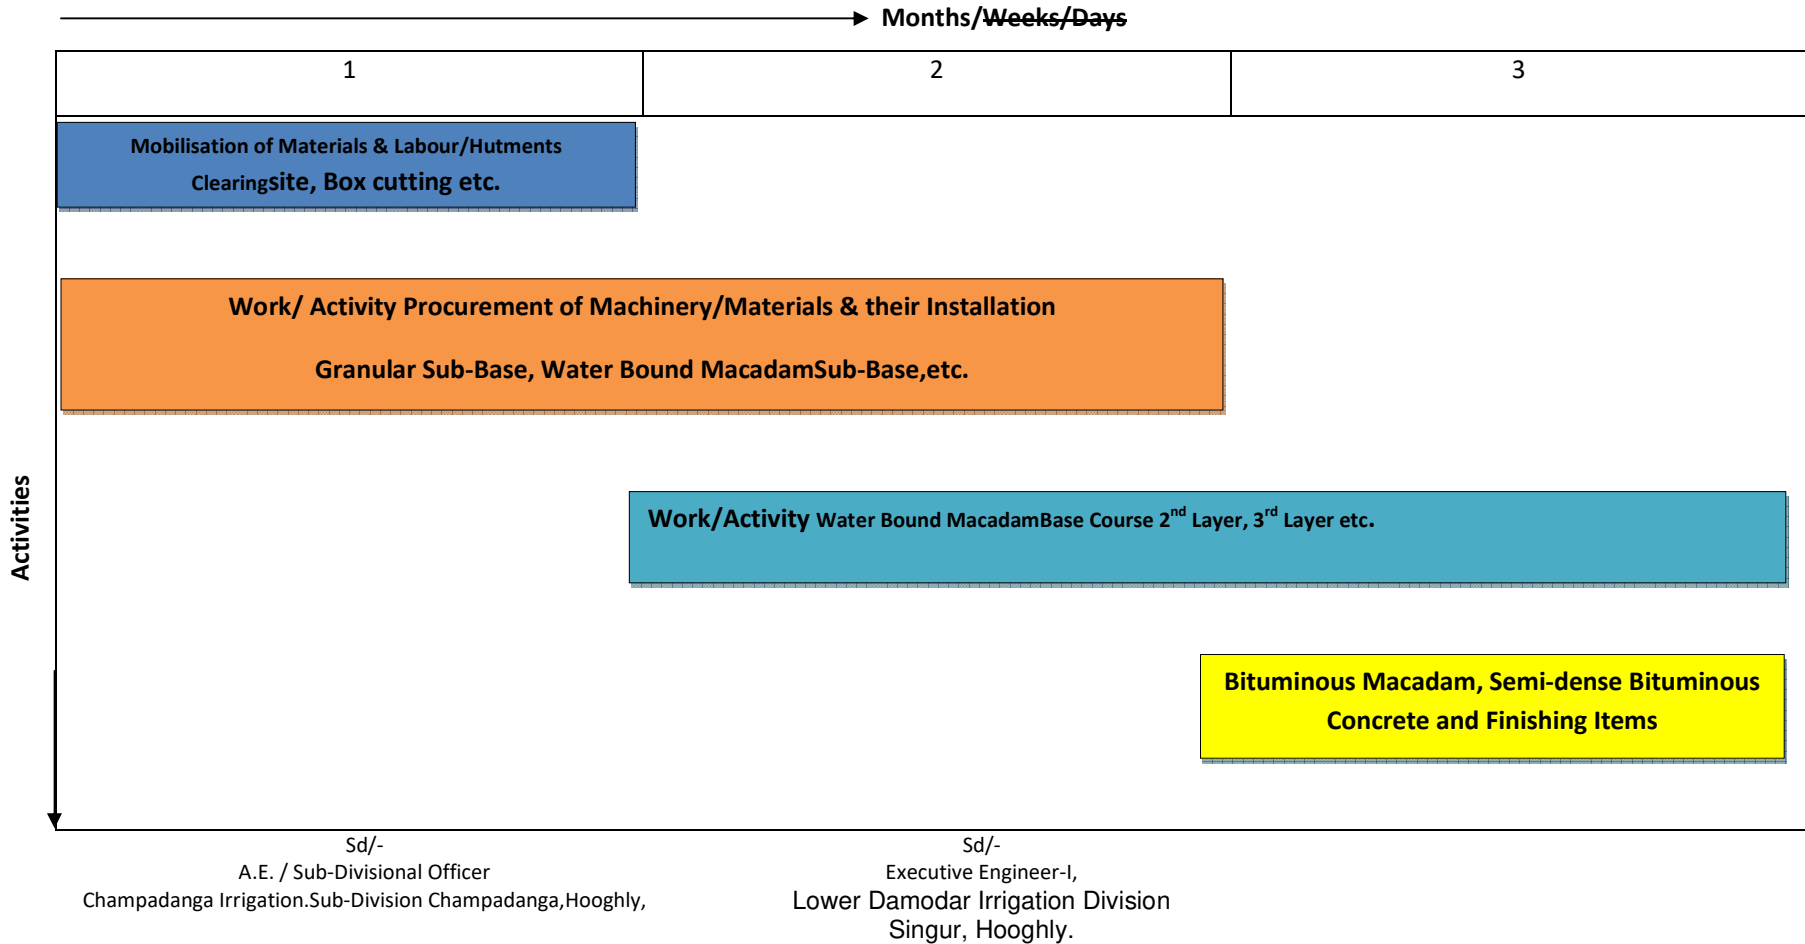 Months/Weeks/Days
1
2
3
Mobilisation of Materials & Labour/Hutments
Clearingsite, Box cutting etc.
Work/ Activity Procurement of Machinery/Materials & their Installation
Granular Sub-Base, Water Bound MacadamSub-Base,etc.
Activities
Work/Activity Water Bound MacadamBase Course 2nd Layer, 3rd Layer etc.
Bituminous Macadam, Semi-dense Bituminous
Concrete and Finishing Items
Sd/-
A.E. / Sub-Divisional Officer
Champadanga Irrigation.Sub-Division Champadanga,Hooghly,
Sd/-
Executive Engineer-I,
Lower Damodar Irrigation Division
Singur, Hooghly.